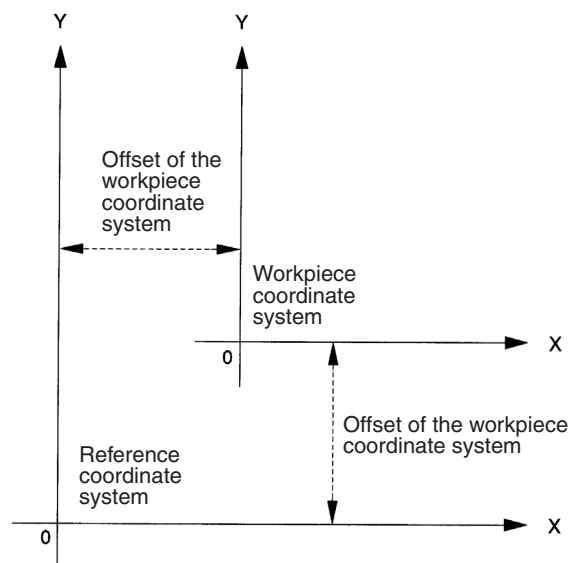 Y
Y
Offset of the
workpiece
coordinate
system
Workpiece
coordinate
system
X
0
Offset of the workpiece
coordinate system
Reference
coordinate
system
X
0